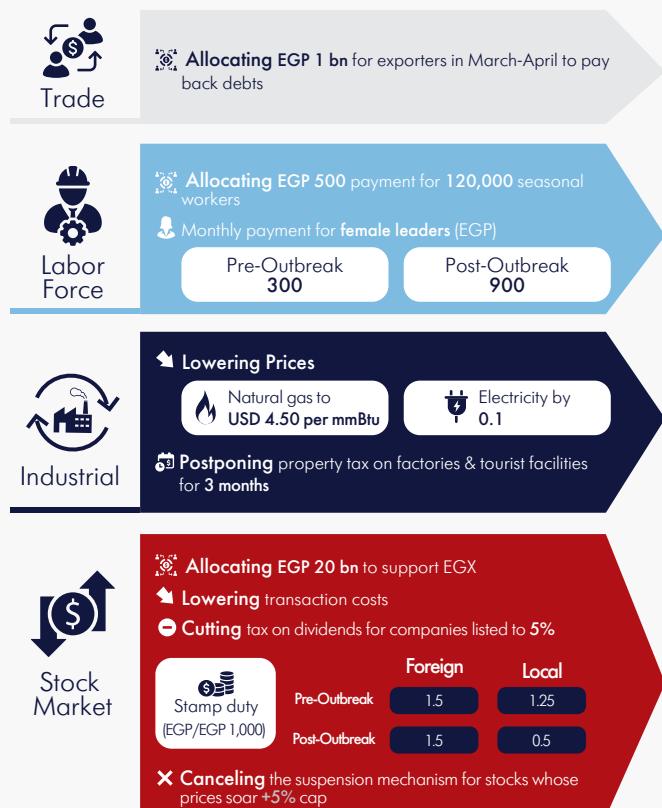 Trade
Allocating EGP 1 bn for exporters in March-April to pay
back debts
Labor
Force
Allocating EGP 500 payment for 120,000 seasonal
workers
Monthly payment for female leaders (EGP)
Pre-Outbreak
300
Post-Outbreak
900
Industrial
Lowering Prices
Natural gas to
USD 4.50 per mmBtu
Electricity by
0.1
Postponing property tax on factories & tourist facilities
for 3 months
Stock
Market
Allocating EGP 20 bn to support EGX
Lowering transaction costs
Cutting tax on dividends for companies listed to 5%
Stamp duty
(EGP/EGP 1,000)
Foreign Local
Pre-Outbreak 1.5 1.25
Post-Outbreak 1.5 0.5
Canceling the suspension mechanism for stocks whose
prices soar +5% cap